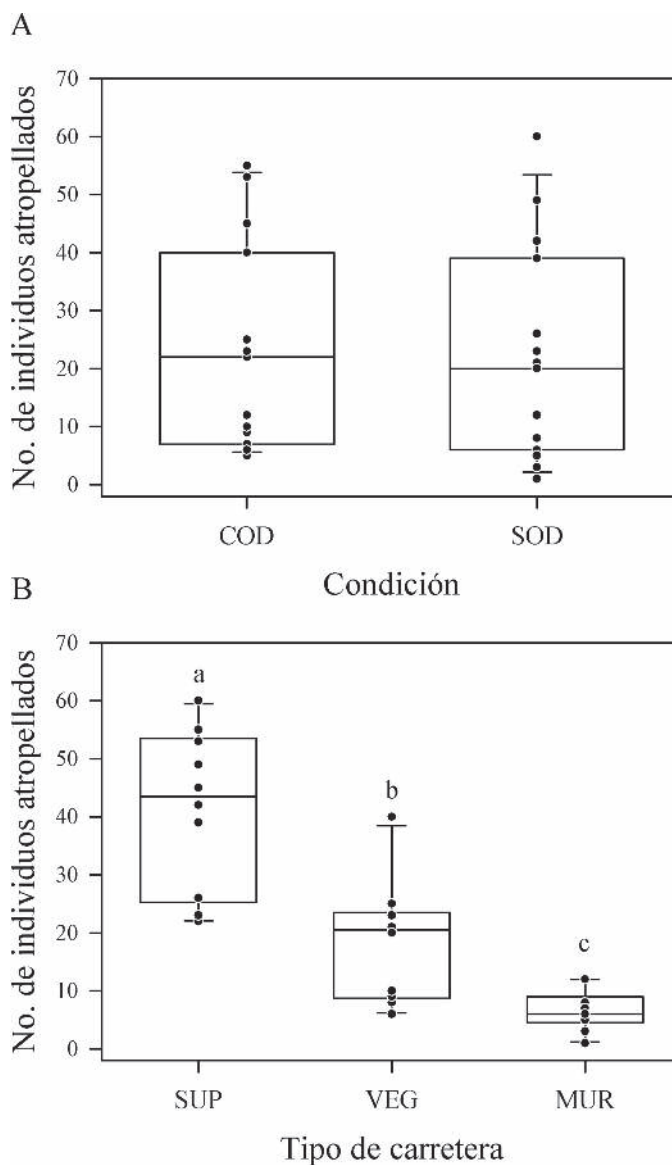 A
No. de individuos atropellados
70
60
50
40
30
20
10
0
COD SOD
Condición
B
No. de individuos atropellados
70
60
50
40
30
20
10
0
a
b
c
SUP VEG MUR
Tipo de carretera